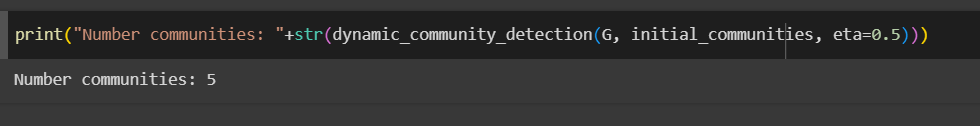 print("Number communities: "+str(dynamic_community_detection(G, initial_communities, eta=0.5)))
Number communities: 5